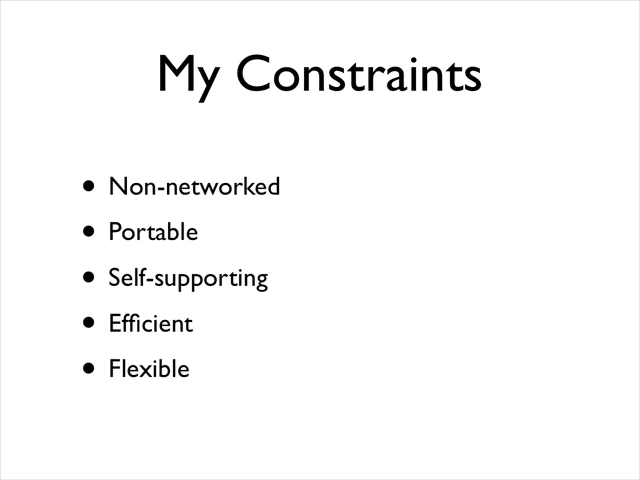 My Constraints
• Non-networked
• Portable
• Self-supporting
• Efficient
• Flexible